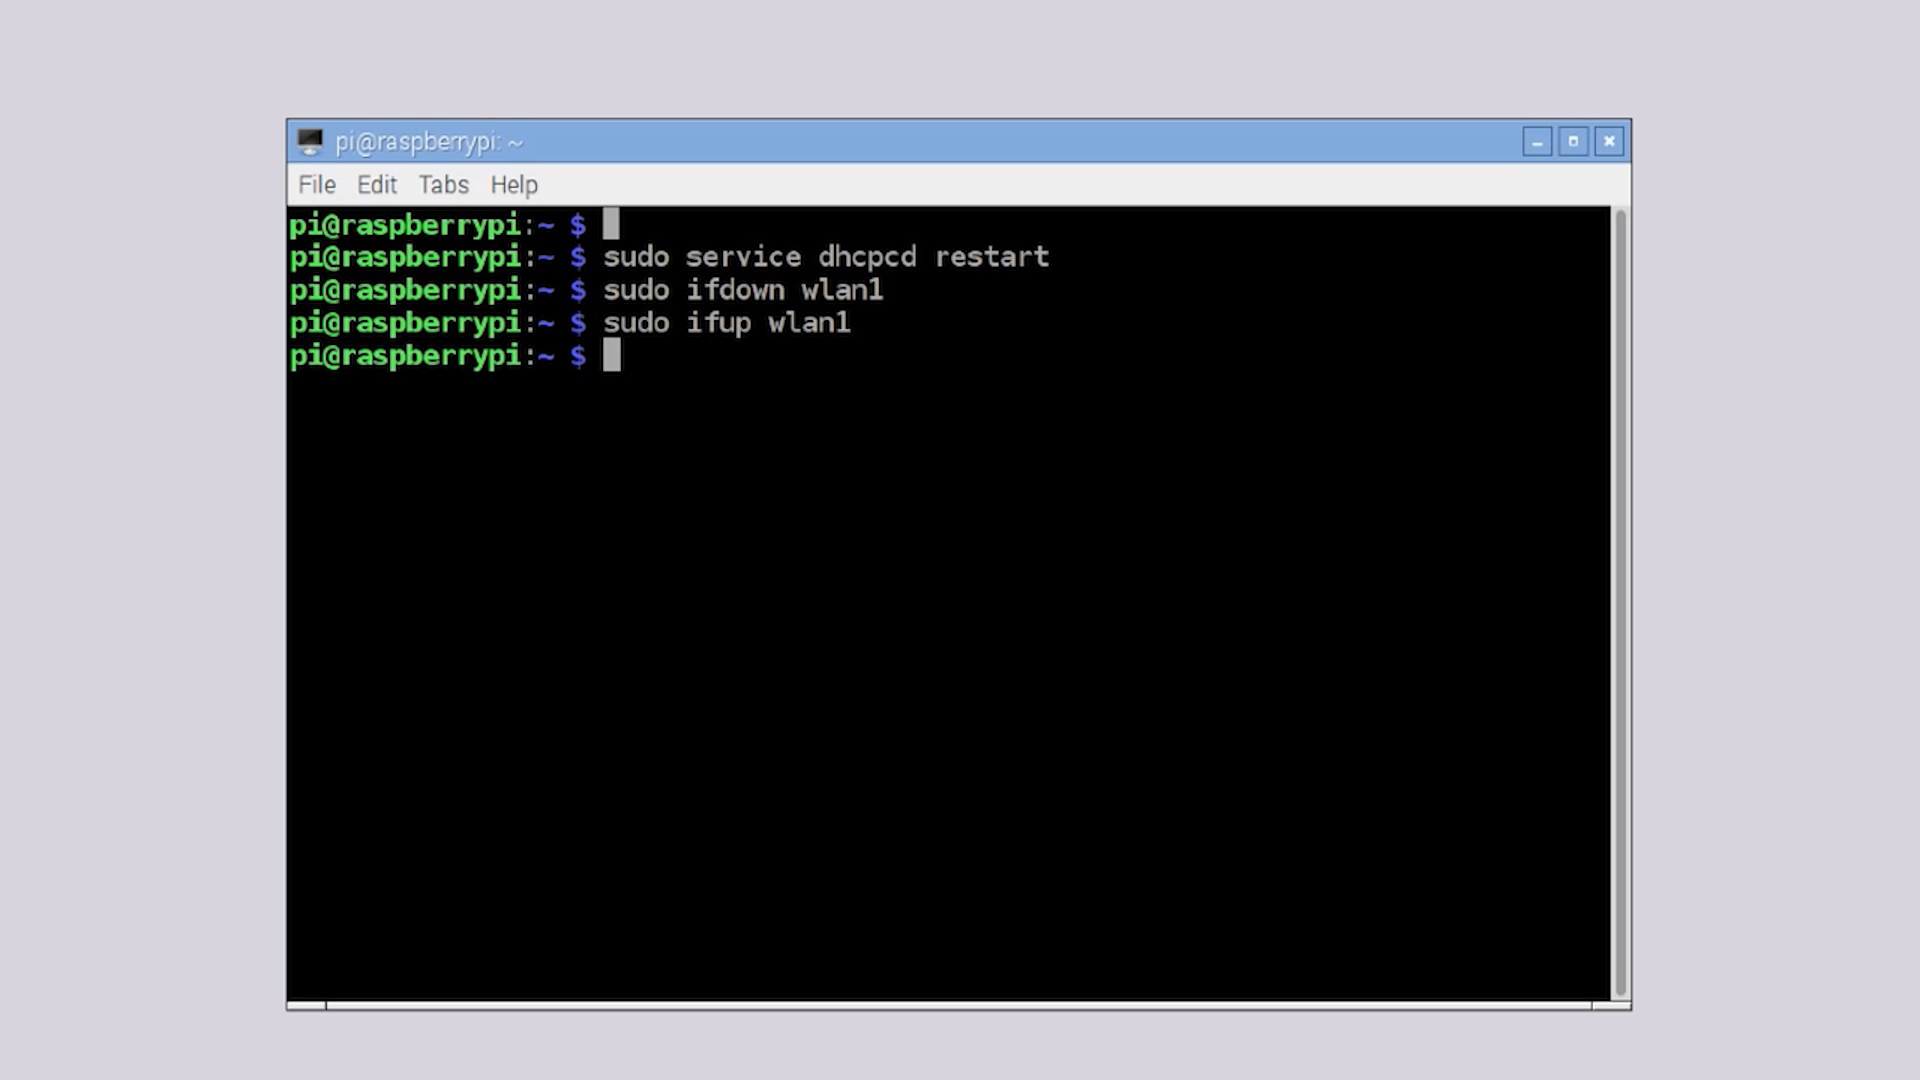 pi@raspberrypi: ~
File Edit Tabs Help
pi@raspberrypi:~ $
pi@raspberrypi:~ $ sudo service dhcpcd restart
pi@raspberrypi:~ $ sudo ifdown wlan1
pi@raspberrypi:~ $ sudo ifup wlan1
pi@raspberrypi:~ $